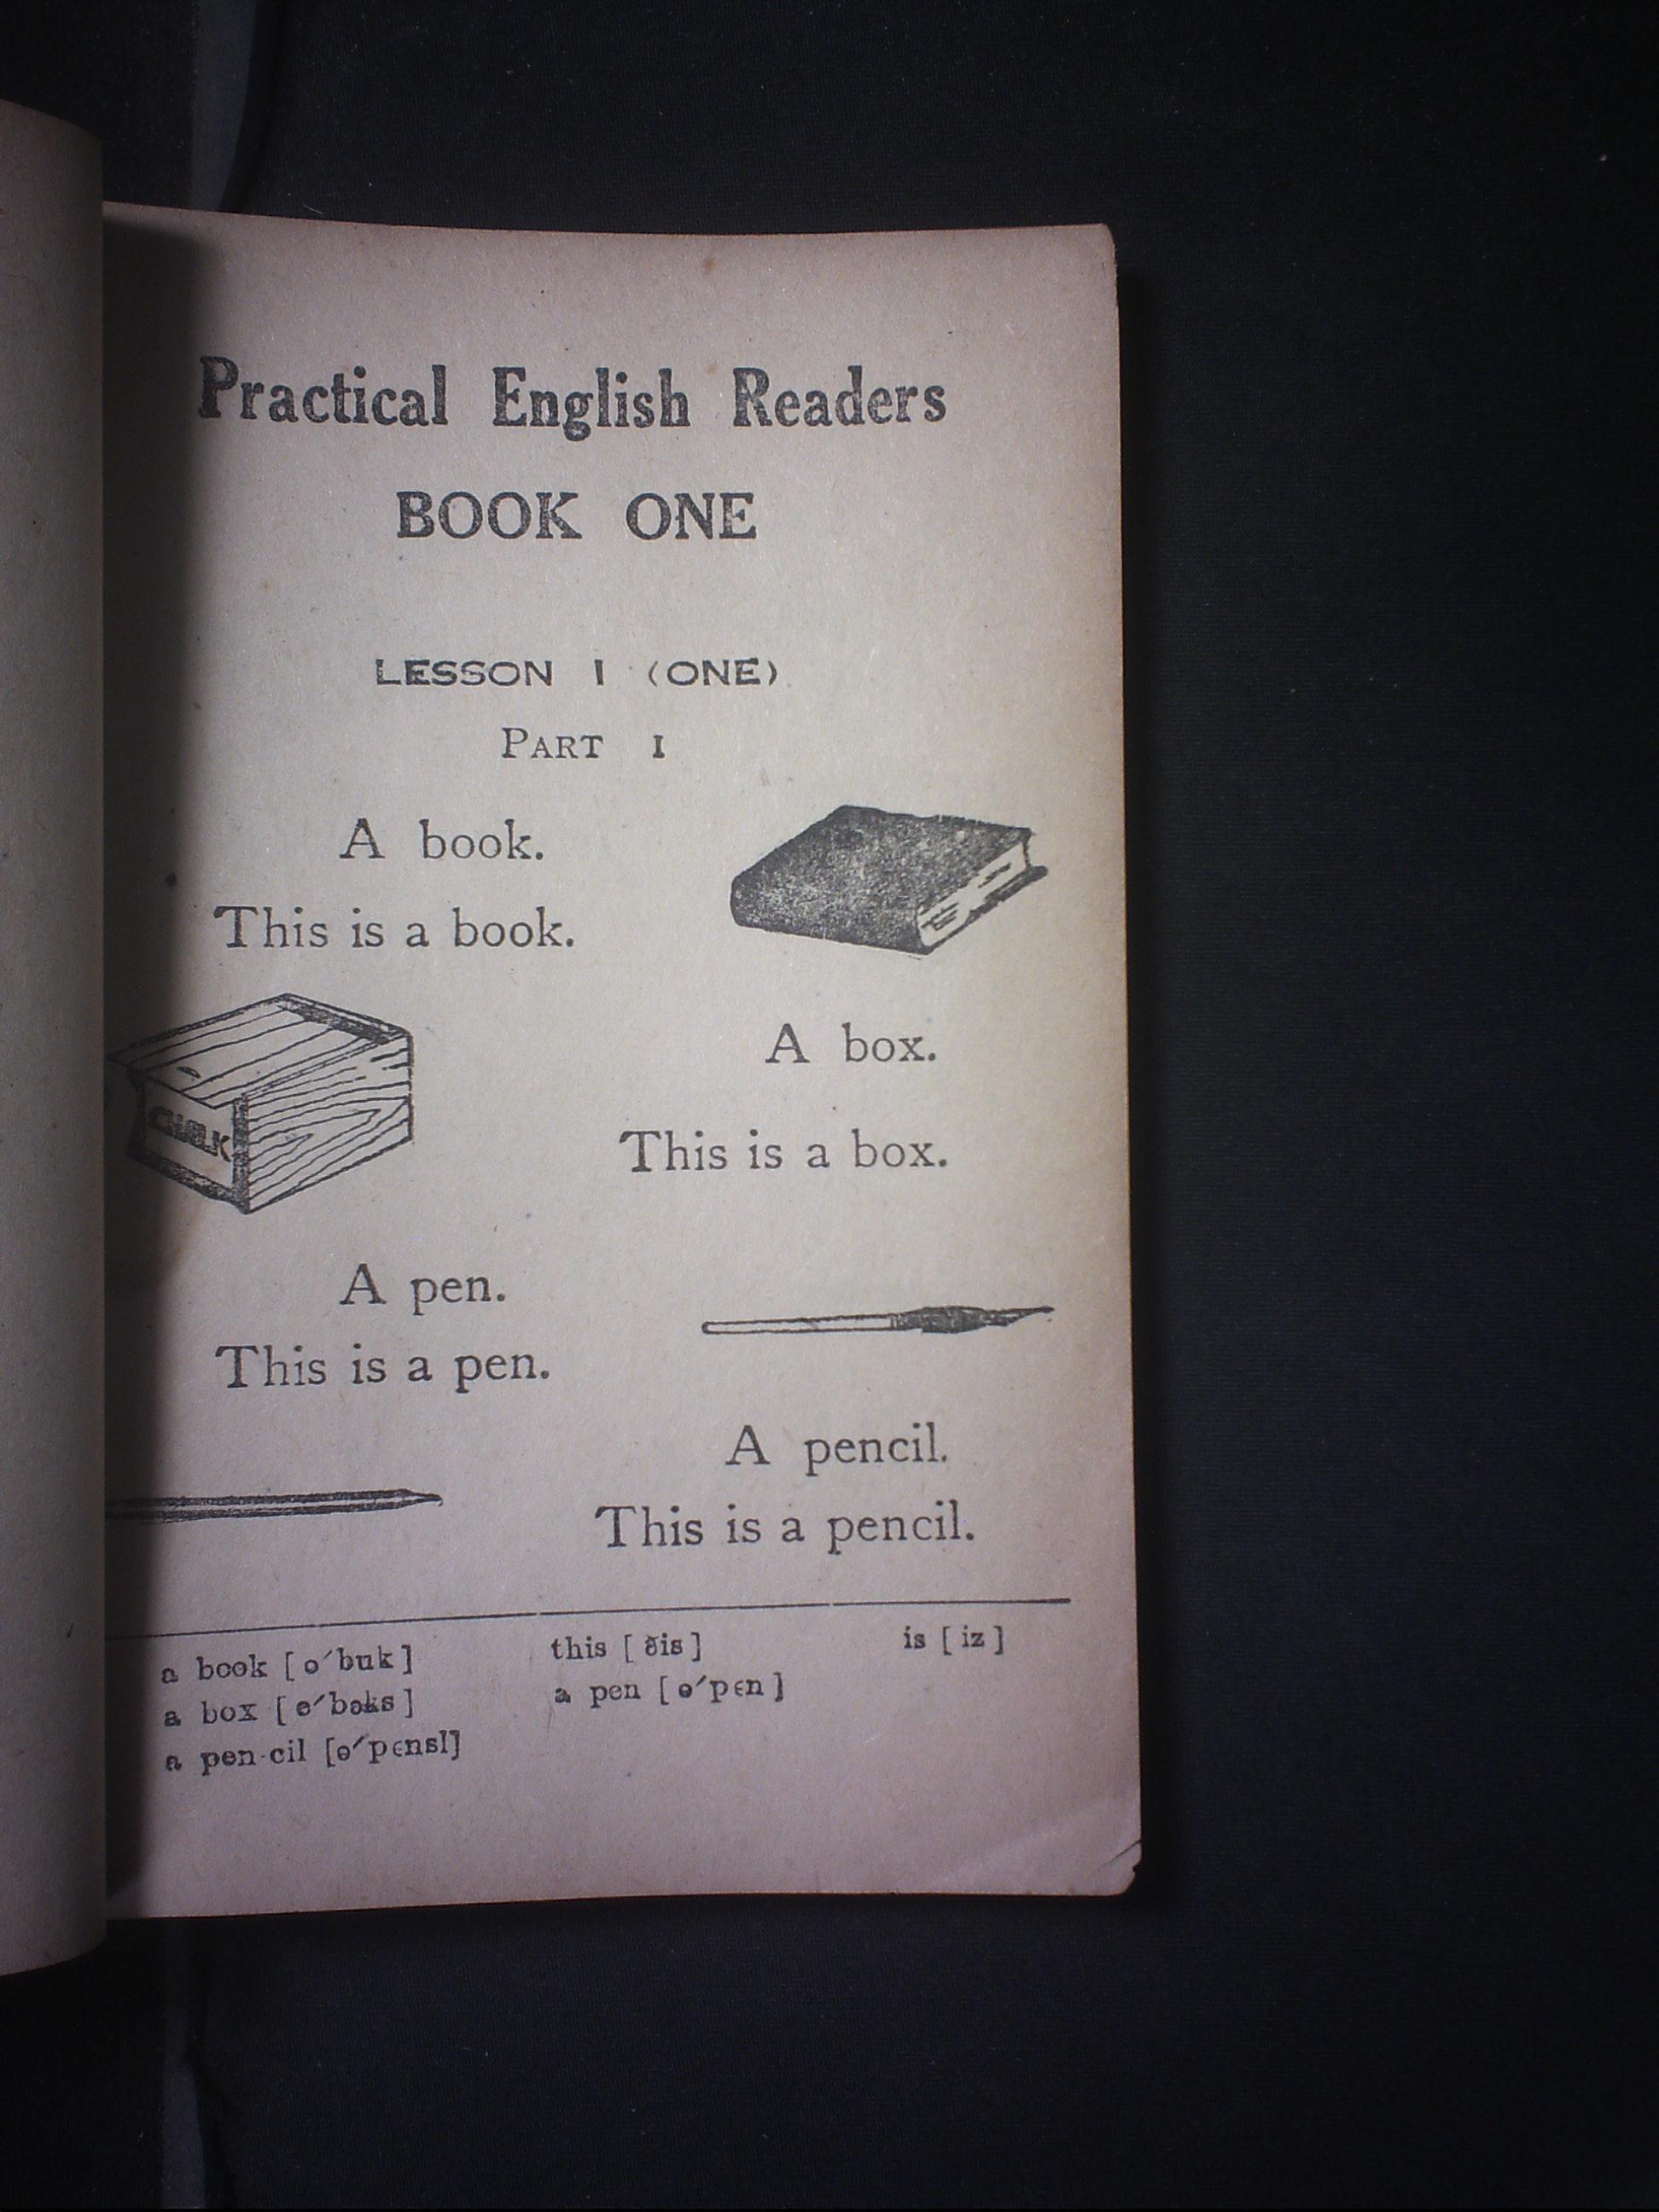 Practical English Readers
BOOK ONE
LESSON I (ONE)
PART I
A book.
This is a book.
CHALK
A box.
This is a box.
A pen.
This is a pen.
A pencil.
This is a pencil.
a book [ə´buk] this [ðis] is [iz]
a box [ə´bɔks] a pen [ə´pɛn]
a pen-cil [ə´pɛnsl]